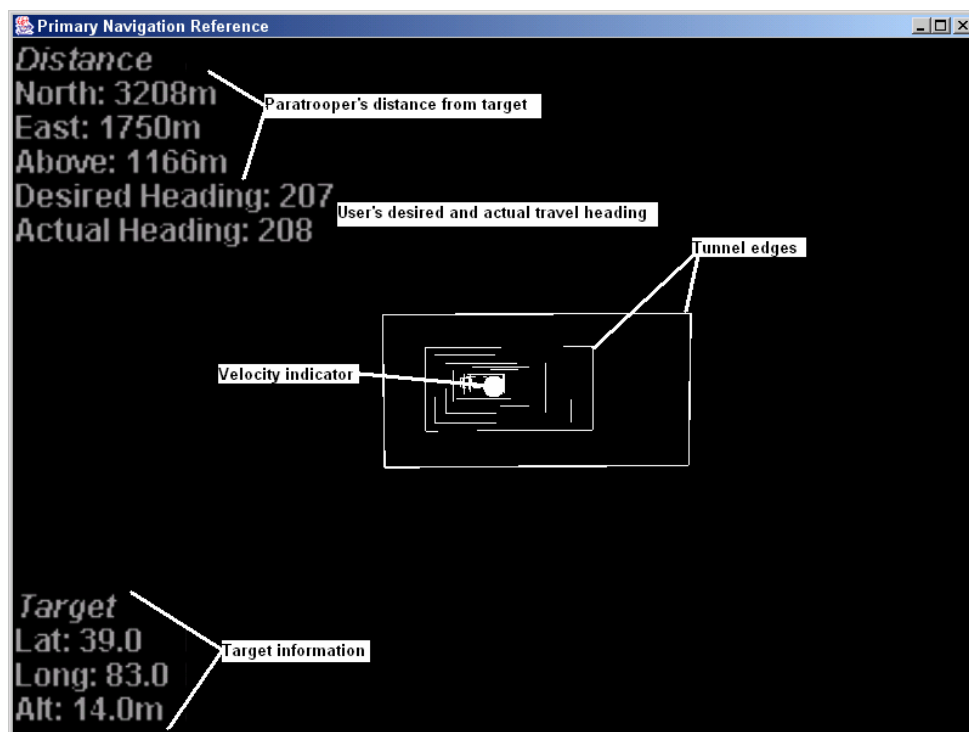 Primary Navigation Reference
Distance
North: 3208m
Paratrooper's distance from target
East: 1750m
Above: 1166m
Desired Heading: 207
User's desired and actual travel heading
Actual Heading: 208
Tunnel edges
Velocity indicator
Target
Lat: 39.0
Target information
Long: 83.0
Alt: 14.0m